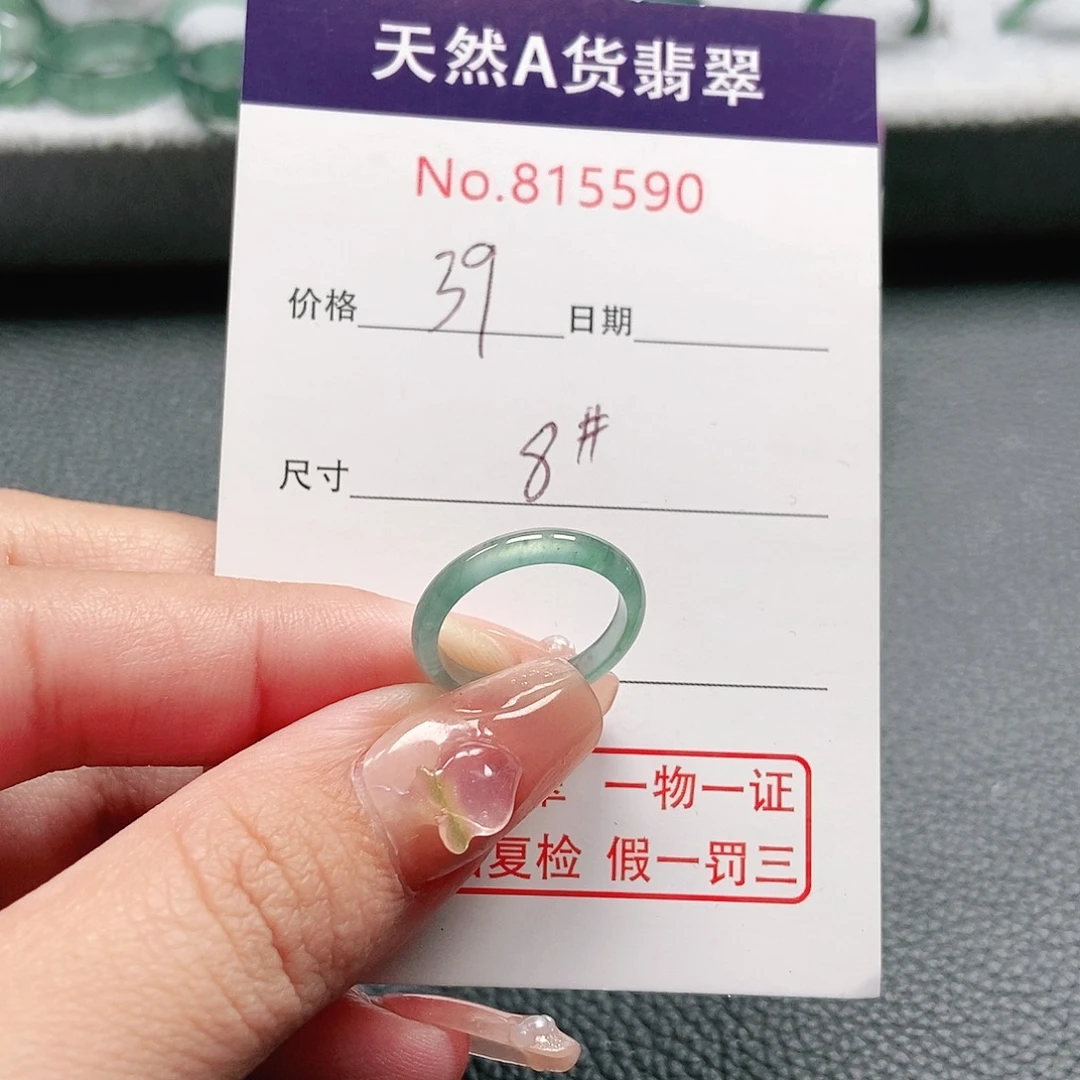 天然A货翡翠
No.815590
价格 39 日期
尺寸 8#
一物一证
复检 假一罚三